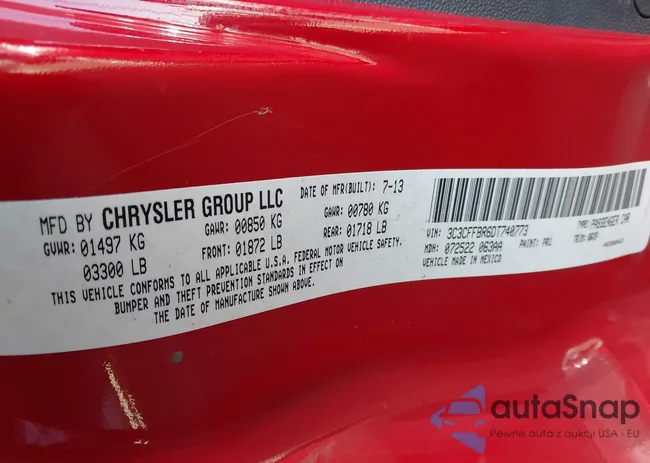 MFD BY CHRYSLER GROUP LLC
DATE OF MFR(BUILT): 7-13
GVWR: 01497 KG
03300 LB
GAWR: 00850 KG
FRONT: 01872 LB
GAWR: 00780 KG
REAR: 01718 LB
THIS VEHICLE CONFORMS TO ALL APPLICABLE U.S.A. FEDERAL MOTOR VEHICLE SAFETY,
BUMPER AND THEFT PREVENTION STANDARDS IN EFFECT ON
THE DATE OF MANUFACTURE SHOWN ABOVE.
VIN: 3C3CFFBR6DT740773
TYPE: PASSENGER CAR
MDH: 072522 063AA
PAINT: PR1
VEHICLE MADE IN MEXICO
autaSnap
Pewne auta z aukcji USA i EU